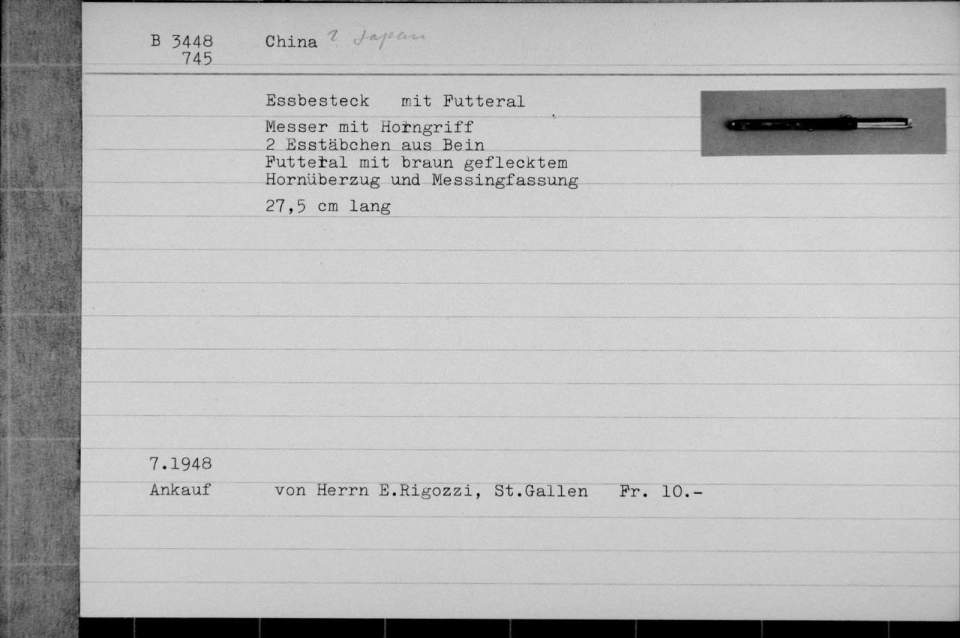 B 3448 China ? Japan
745
Essbesteck mit Futteral
Messer mit Horngriff
2 Esstäbchen aus Bein
Futteral mit braun geflecktem
Hornüberzug und Messingfassung
27,5 cm lang
7.1948
Ankauf von Herrn E.Rigozzi, St.Gallen Fr. 10.-